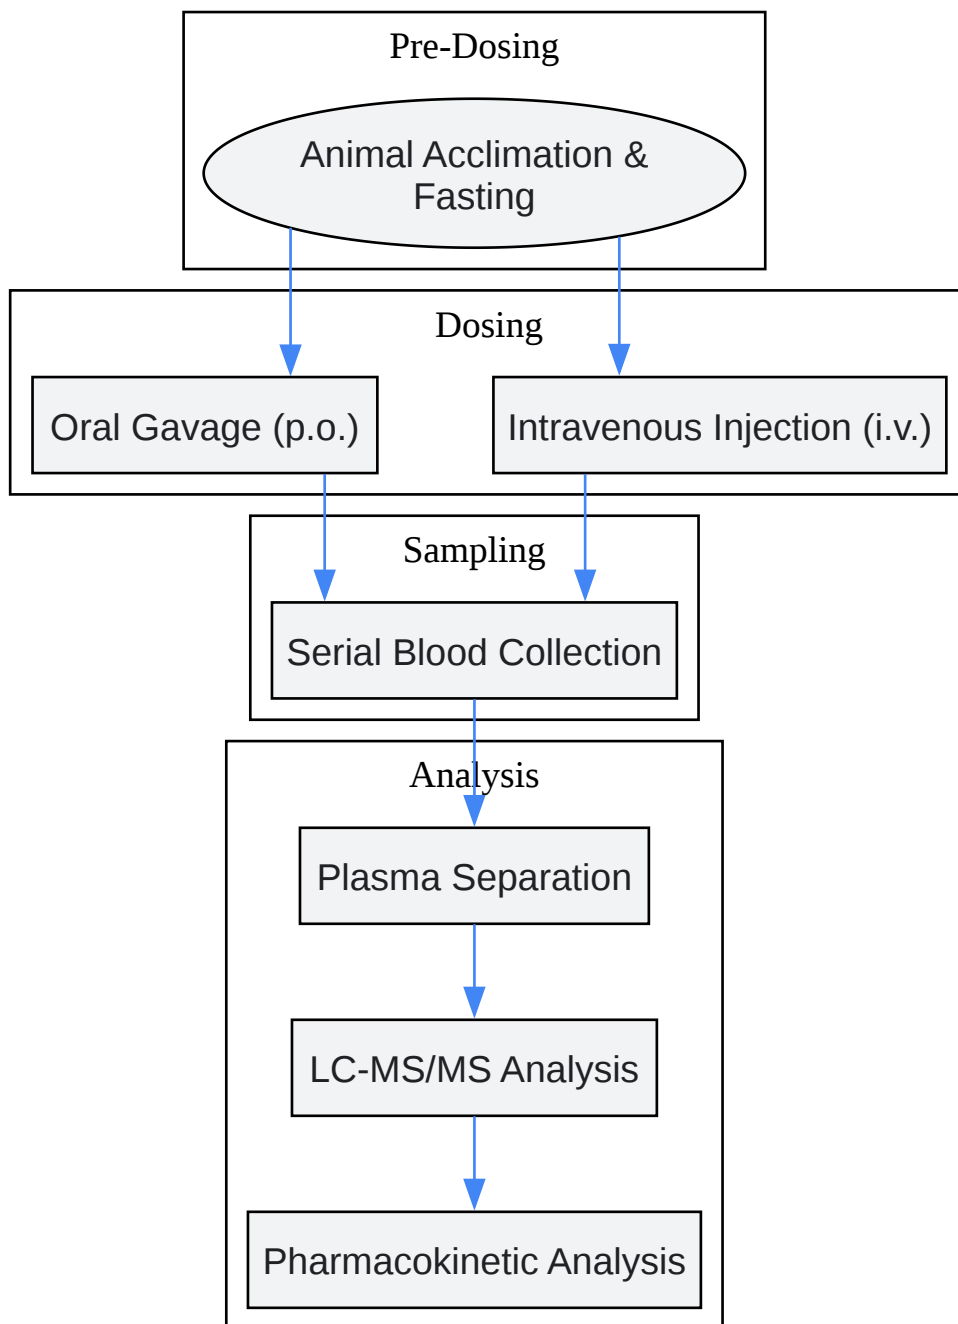 Pre-Dosing
Animal Acclimation &
Fasting
Dosing
Oral Gavage (p.o.)
Intravenous Injection (i.v.)
Sampling
Serial Blood Collection
Analysis
Plasma Separation
LC-MS/MS Analysis
Pharmacokinetic Analysis